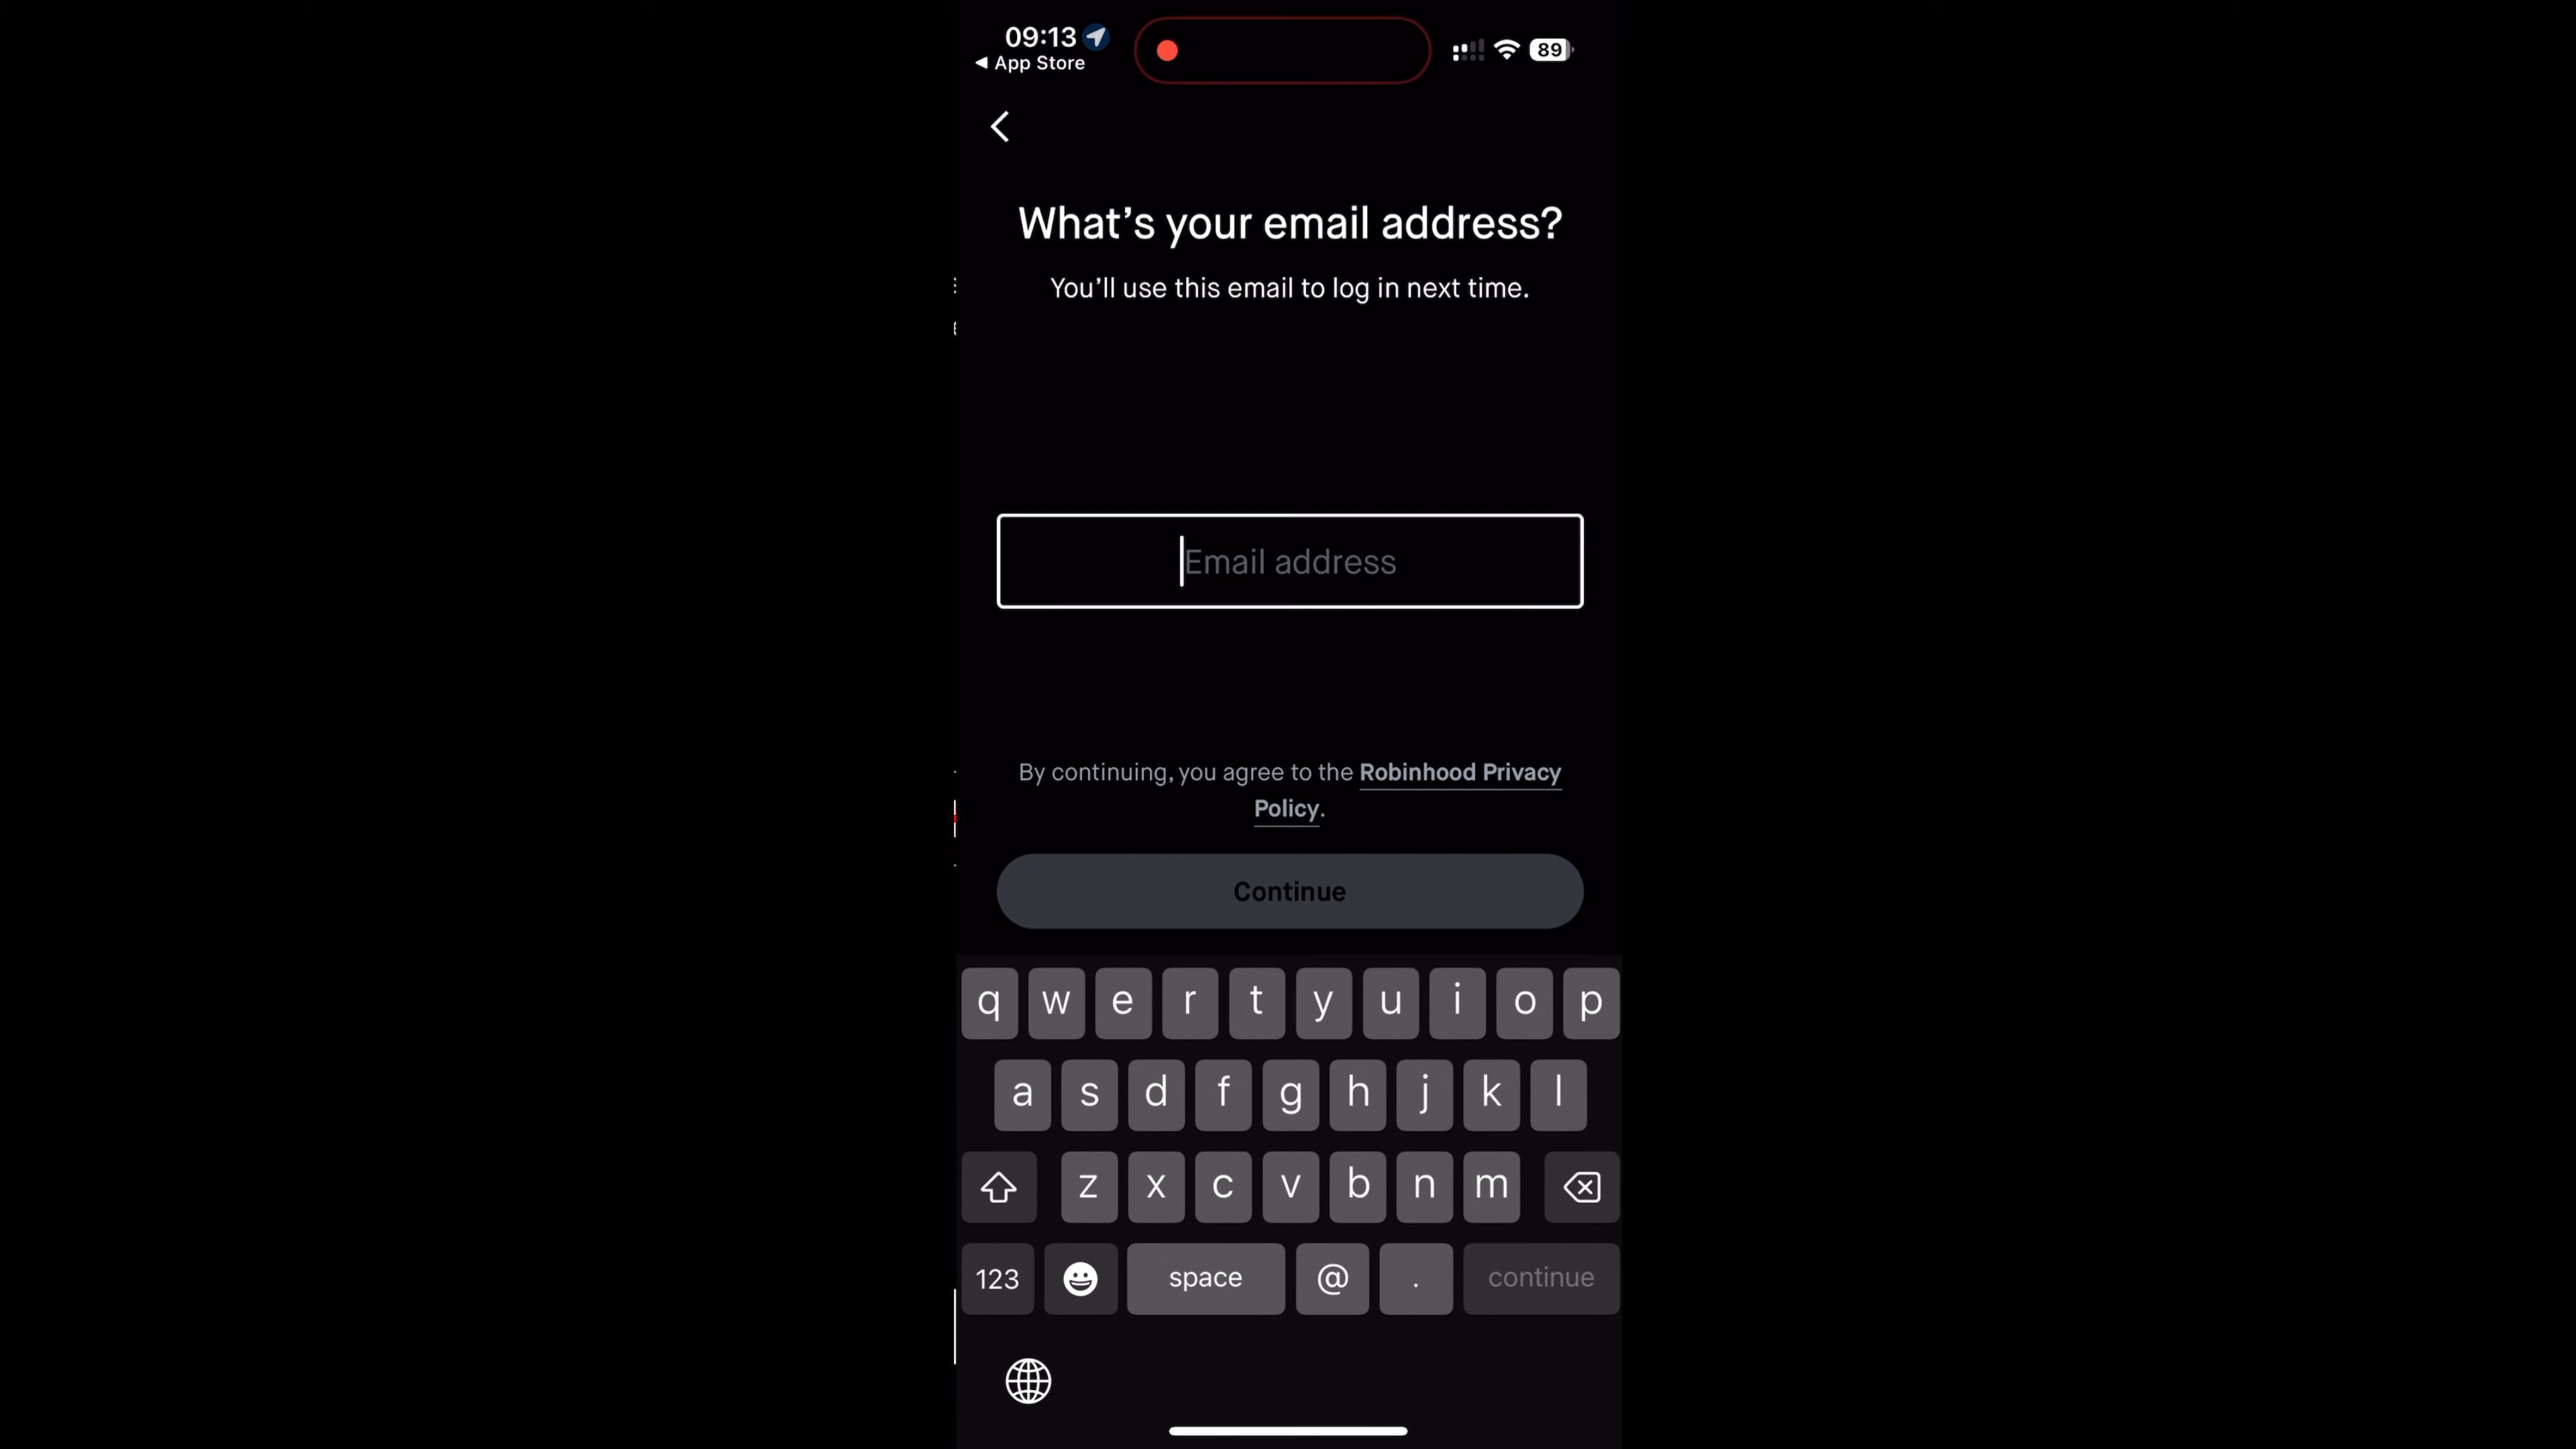 09:13
89
◀ App Store
What's your email address?
You'll use this email to log in next time.
Email address
By continuing, you agree to the Robinhood Privacy
Policy.
Continue
q w e r t y u i o p
a s d f g h j k l
z x c v b n m
123 space @ . continue